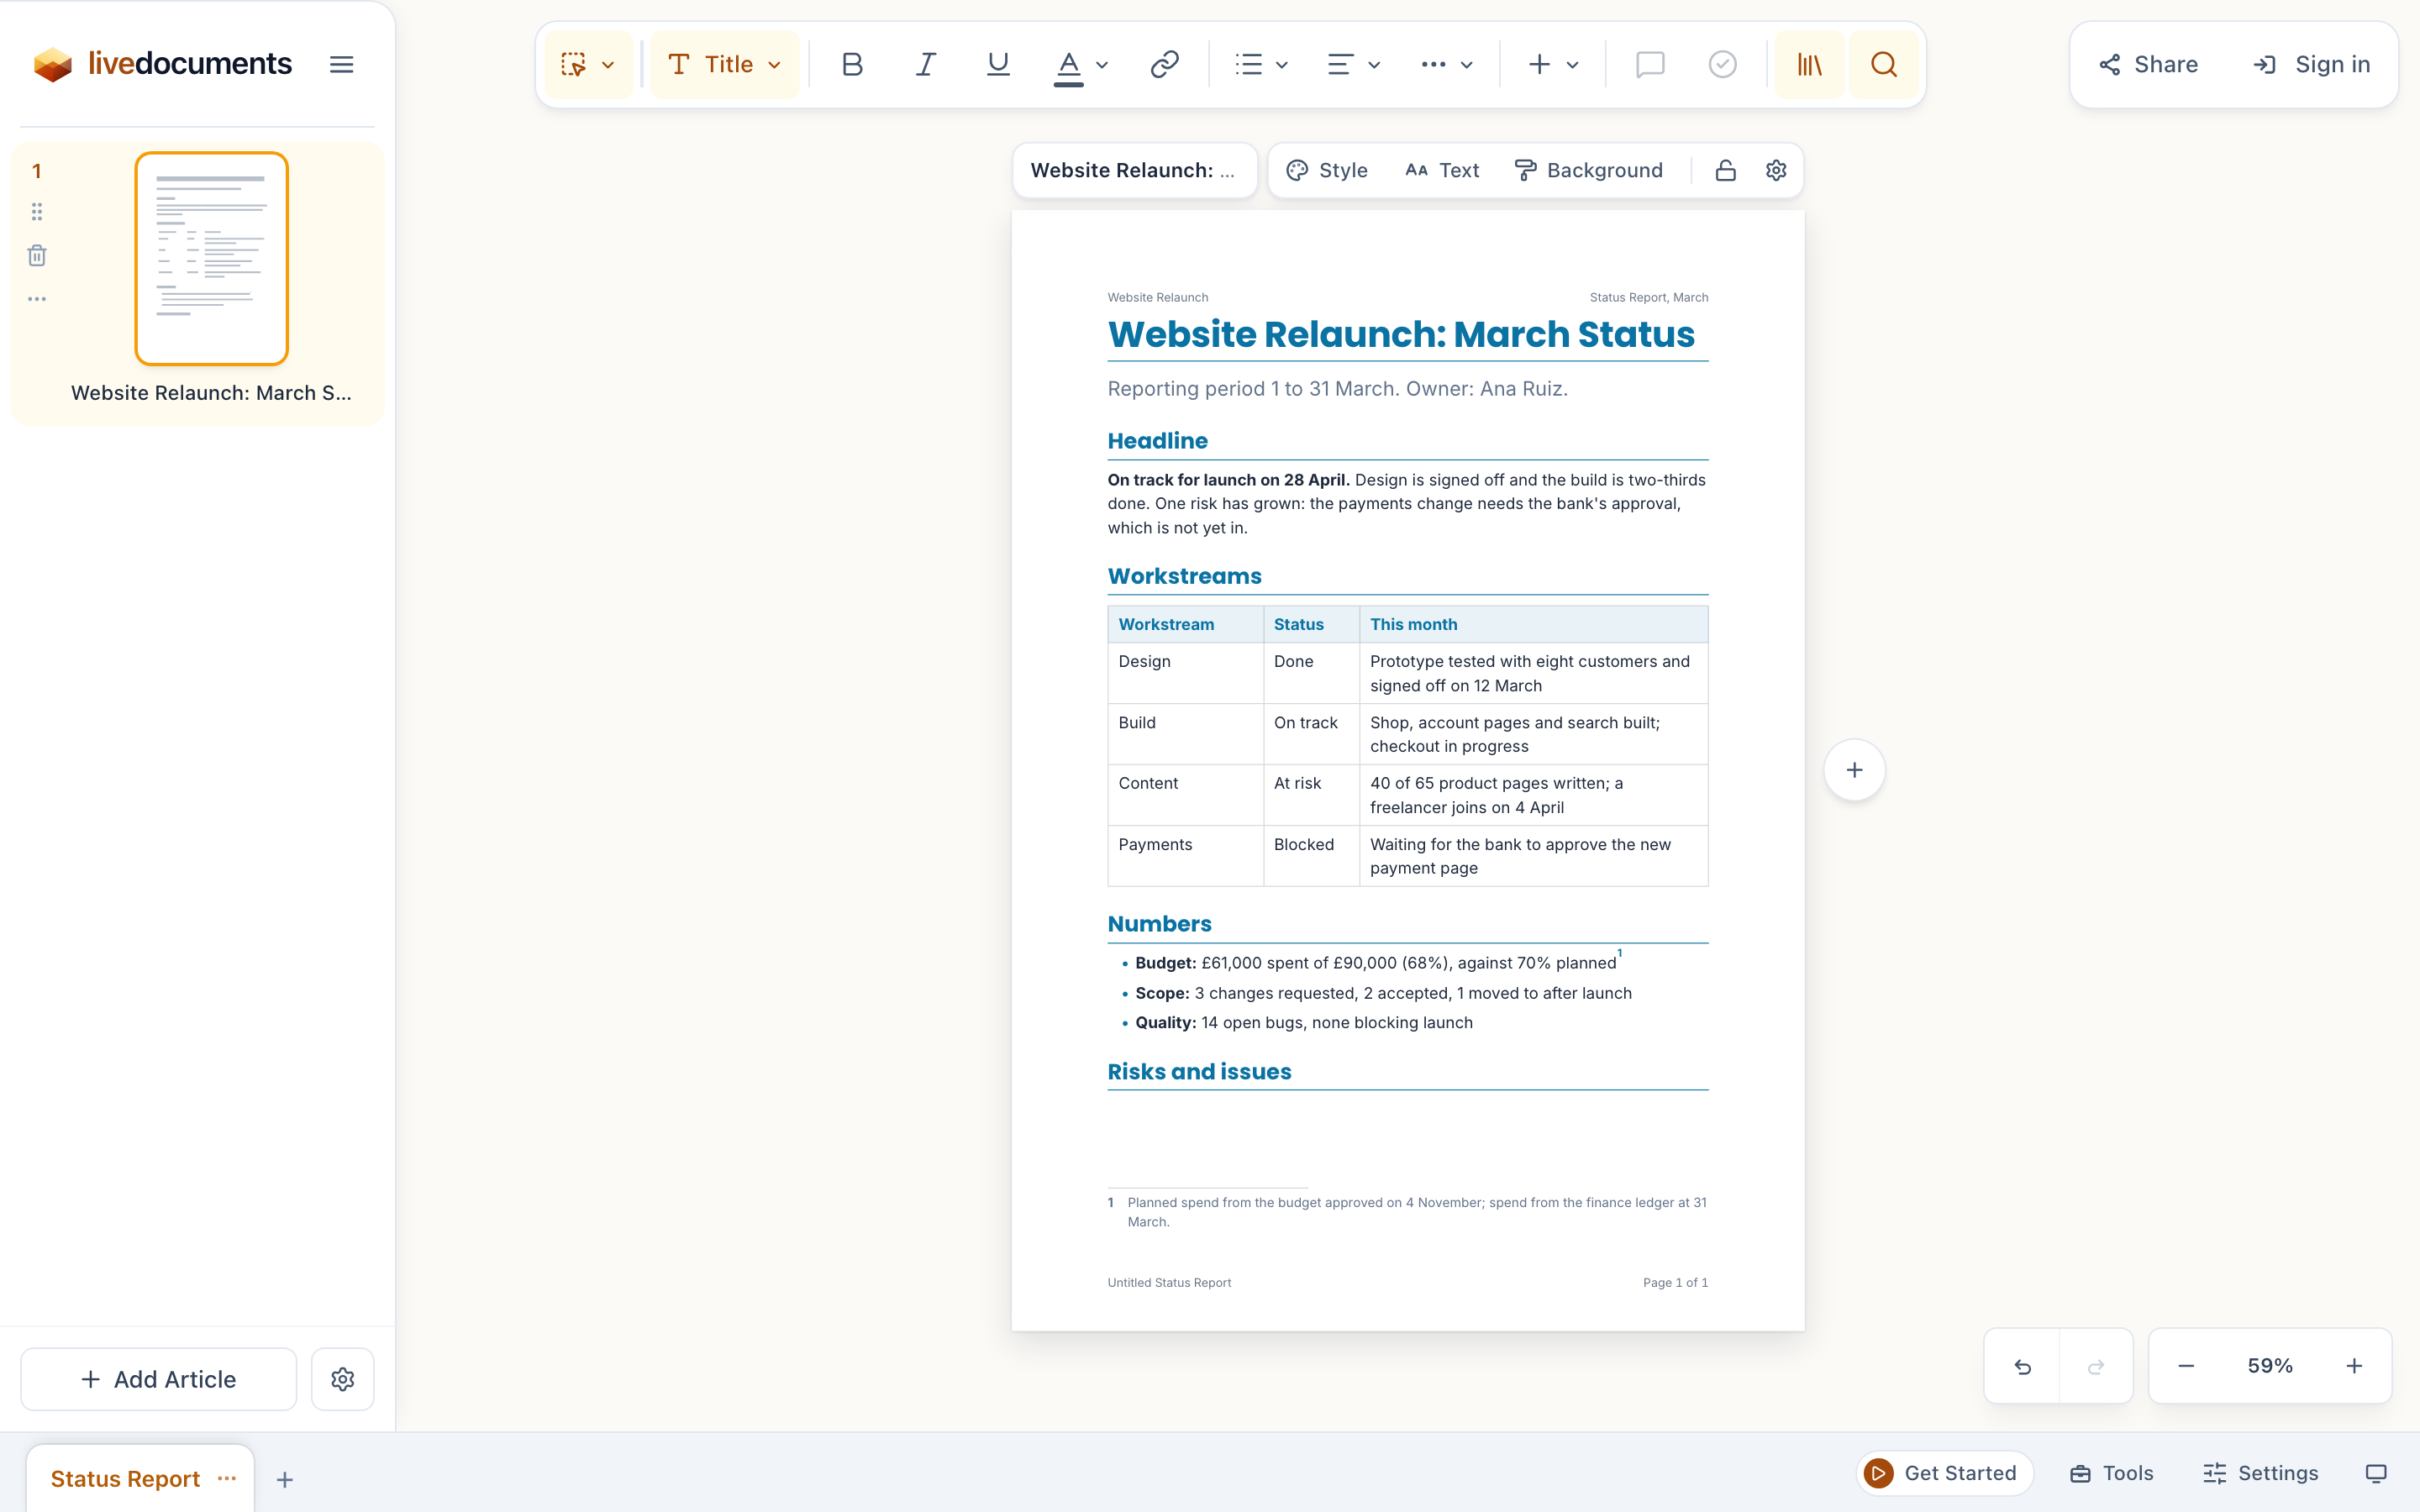 livedocuments
Title
B
I
U
A
Share
Sign in
1
Website Relaunch: March S...
Website Relaunch: ...
Style
Text
Background
Website Relaunch
Status Report, March
Website Relaunch: March Status
Reporting period 1 to 31 March. Owner: Ana Ruiz.
Headline
On track for launch on 28 April. Design is signed off and the build is two-thirds
done. One risk has grown: the payments change needs the bank's approval,
which is not yet in.
Workstreams
Workstream Status This month
Design Done Prototype tested with eight customers and
signed off on 12 March
Build On track Shop, account pages and search built;
checkout in progress
Content At risk 40 of 65 product pages written; a
freelancer joins on 4 April
Payments Blocked Waiting for the bank to approve the new
payment page
Numbers
• Budget: £61,000 spent of £90,000 (68%), against 70% planned1
• Scope: 3 changes requested, 2 accepted, 1 moved to after launch
• Quality: 14 open bugs, none blocking launch
Risks and issues
1 Planned spend from the budget approved on 4 November; spend from the finance ledger at 31
March.
Untitled Status Report
Page 1 of 1
Add Article
59%
Status Report
Get Started
Tools
Settings